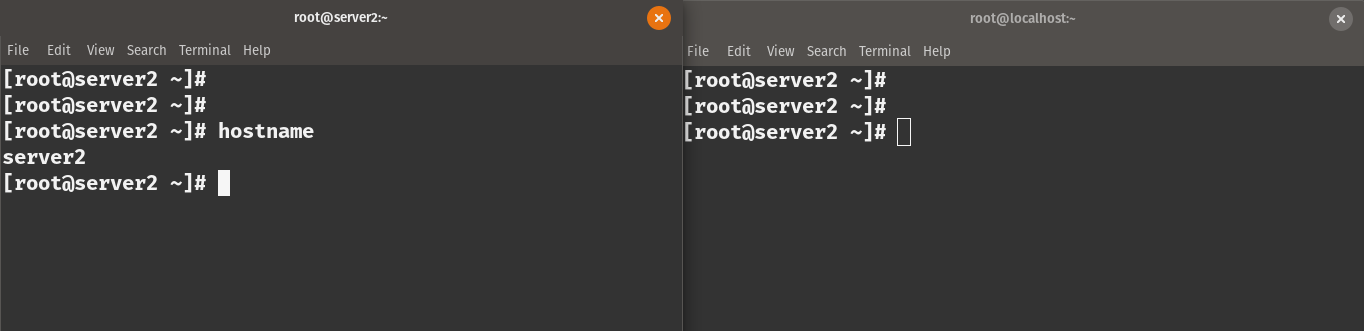 root@server2:~
File Edit View Search Terminal Help
[root@server2 ~]#
[root@server2 ~]#
[root@server2 ~]# hostname
server2
[root@server2 ~]#
root@localhost:~
File Edit View Search Terminal Help
[root@server2 ~]#
[root@server2 ~]#
[root@server2 ~]#